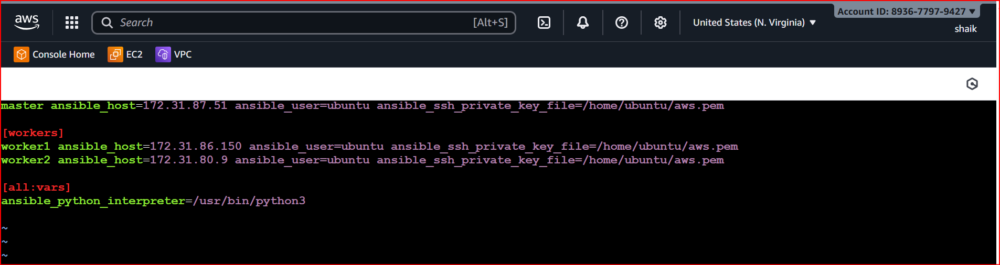 aws
Search
[Alt+S]
United States (N. Virginia) ▼
Account ID: 8936-7797-9427 ▼
shaik
Console Home
EC2
VPC
master ansible_host=172.31.87.51 ansible_user=ubuntu ansible_ssh_private_key_file=/home/ubuntu/aws.pem
[workers]
worker1 ansible_host=172.31.86.150 ansible_user=ubuntu ansible_ssh_private_key_file=/home/ubuntu/aws.pem
worker2 ansible_host=172.31.80.9 ansible_user=ubuntu ansible_ssh_private_key_file=/home/ubuntu/aws.pem
[all:vars]
ansible_python_interpreter=/usr/bin/python3
~
~
~